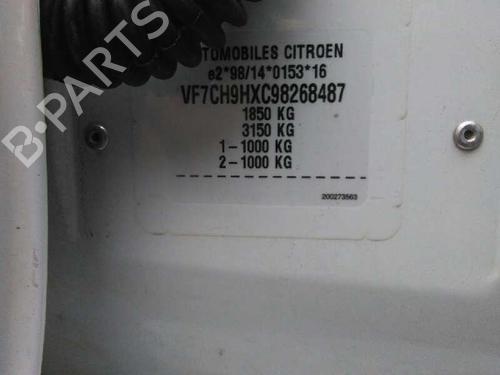 B-PARTS
AUTOMOBILES CITROEN
e2*98/14*0153*16
VF7CH9HXC98268487
1850 KG
3150 KG
1-1000 KG
2-1000 KG
200273563